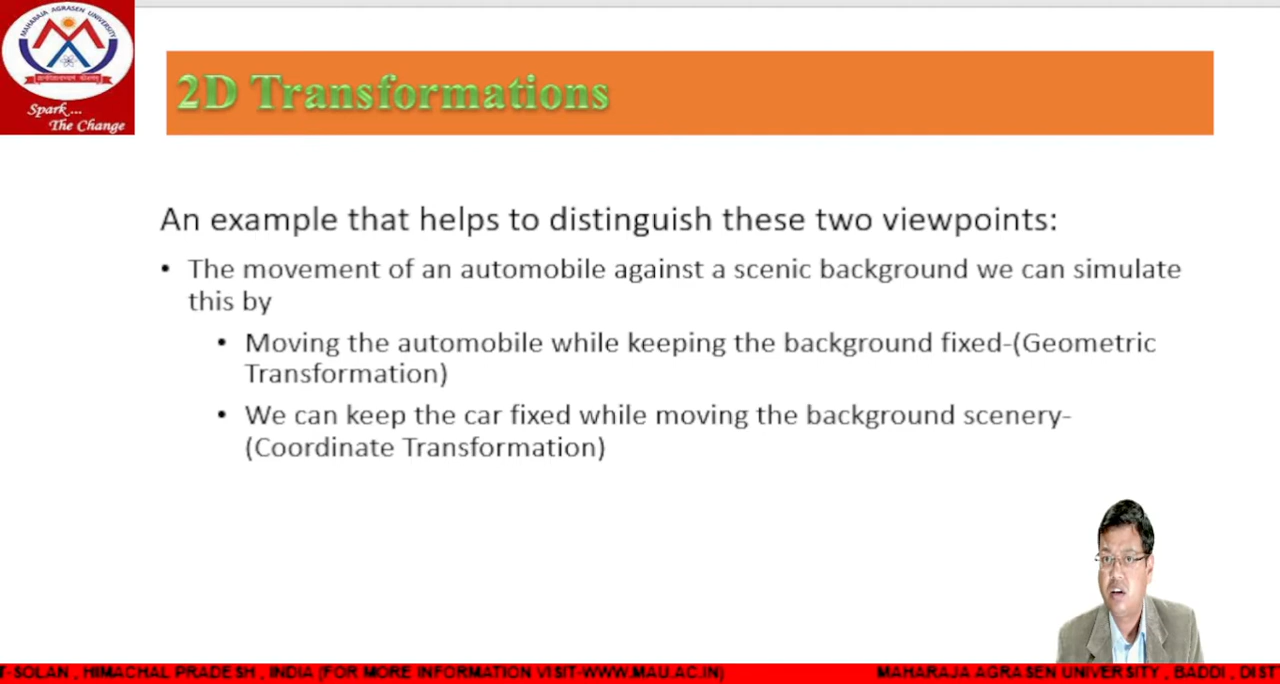 MAHARAJA AGRASEN UNIVERSITY
Spark...
The Change
2D Transformations
An example that helps to distinguish these two viewpoints:
• The movement of an automobile against a scenic background we can simulate
this by
• Moving the automobile while keeping the background fixed-(Geometric
Transformation)
• We can keep the car fixed while moving the background scenery-
(Coordinate Transformation)
T-SOLAN , HIMACHAL PRADESH , INDIA (FOR MORE INFORMATION VISIT-WWW.MAU.AC.IN) MAHARAJA AGRASEN UNIVERSITY , BADDI , DIST